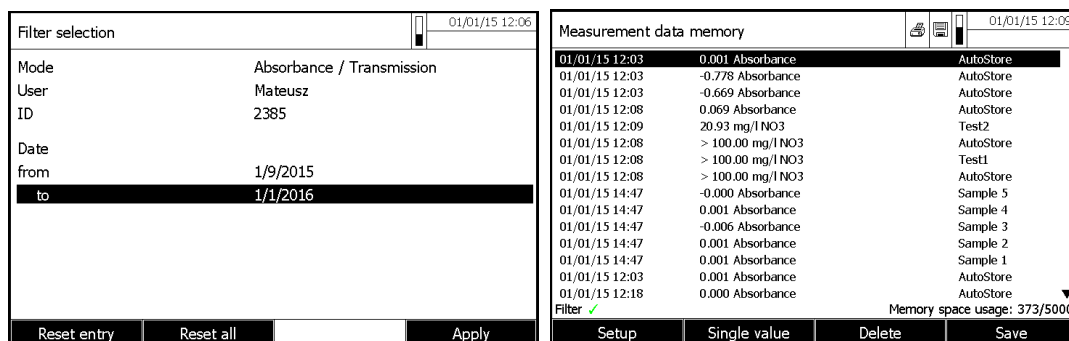 Filter selection
01/01/15 12:06
Mode Absorbance / Transmission
User Mateusz
ID 2385
Date
from 1/9/2015
to 1/1/2016
Reset entry Reset all Apply
Measurement data memory
01/01/15 12:09
01/01/15 12:03 0.001 Absorbance AutoStore
01/01/15 12:03 -0.778 Absorbance AutoStore
01/01/15 12:03 -0.669 Absorbance AutoStore
01/01/15 12:08 0.069 Absorbance AutoStore
01/01/15 12:09 20.93 mg/l NO3 Test2
01/01/15 12:08 > 100.00 mg/l NO3 AutoStore
01/01/15 12:08 > 100.00 mg/l NO3 Test1
01/01/15 12:08 > 100.00 mg/l NO3 AutoStore
01/01/15 14:47 -0.000 Absorbance Sample 5
01/01/15 14:47 0.001 Absorbance Sample 4
01/01/15 14:47 -0.006 Absorbance Sample 3
01/01/15 14:47 0.001 Absorbance Sample 2
01/01/15 14:47 0.001 Absorbance Sample 1
01/01/15 12:03 0.001 Absorbance AutoStore
01/01/15 12:18 0.000 Absorbance AutoStore
Filter ✓ Memory space usage: 373/5000
Setup Single value Delete Save